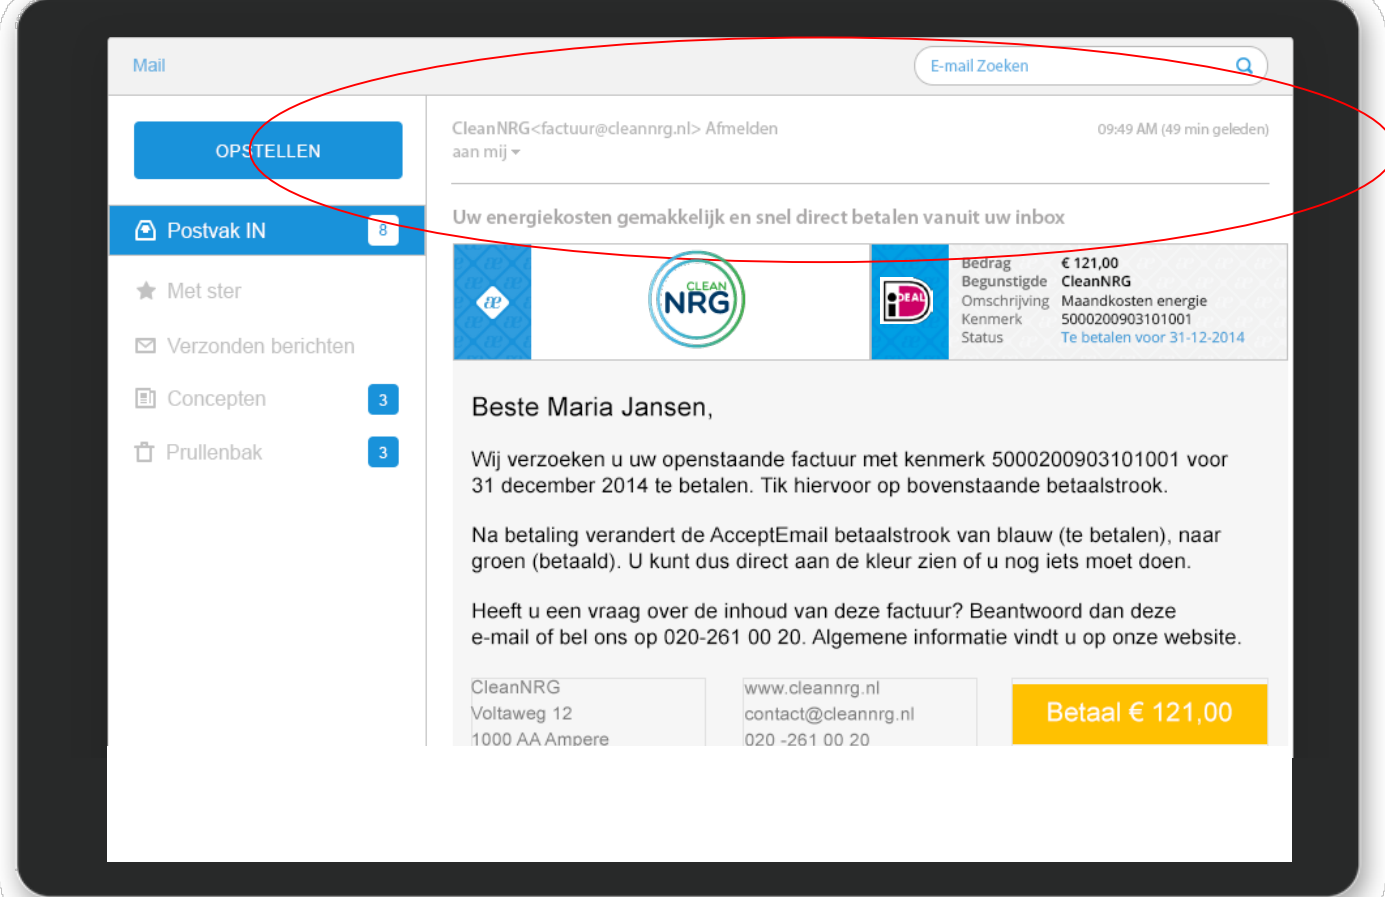 Mail
E-mail Zoeken
OPSTELLEN
Postvak IN 8
Met ster
Verzonden berichten
Concepten 3
Prullenbak 3
CleanNRG<factuur@cleannrg.nl> Afmelden
09:49 AM (49 min geleden)
aan mij
Uw energiekosten gemakkelijk en snel direct betalen vanuit uw inbox
æ
CLEAN
NRG
iDEAL
Bedrag € 121,00
Begunstigde CleanNRG
Omschrijving Maandkosten energie
Kenmerk 5000200903101001
Status Te betalen voor 31-12-2014
Beste Maria Jansen,
Wij verzoeken u uw openstaande factuur met kenmerk 5000200903101001 voor
31 december 2014 te betalen. Tik hiervoor op bovenstaande betaalstrook.
Na betaling verandert de AcceptEmail betaalstrook van blauw (te betalen), naar
groen (betaald). U kunt dus direct aan de kleur zien of u nog iets moet doen.
Heeft u een vraag over de inhoud van deze factuur? Beantwoord dan deze
e-mail of bel ons op 020-261 00 20. Algemene informatie vindt u op onze website.
CleanNRG
Voltaweg 12
1000 AA Ampere
www.cleannrg.nl
contact@cleannrg.nl
020 -261 00 20
Betaal € 121,00